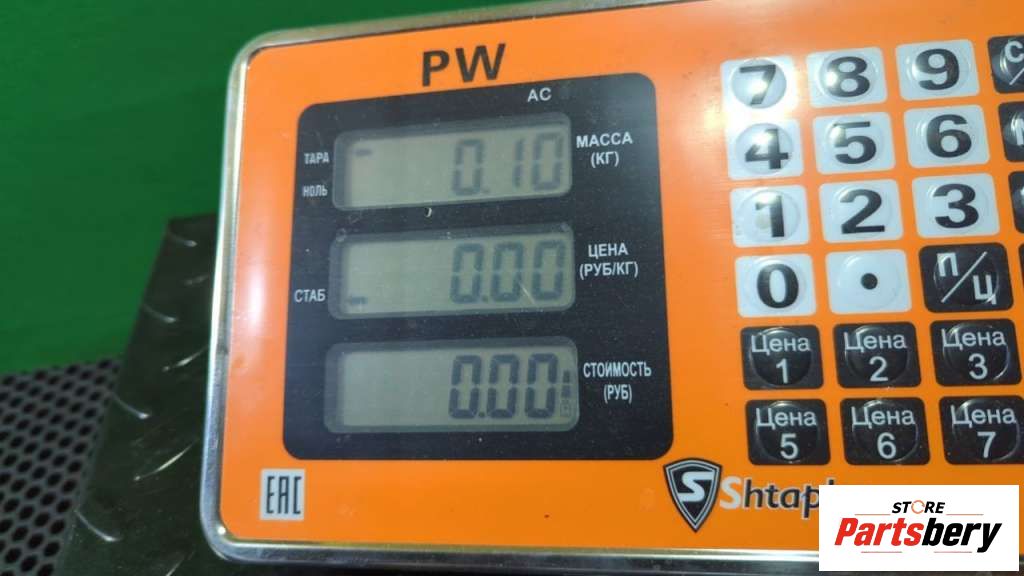 PW
AC
ТАРА
НОЛЬ
0.10
МАССА
(КГ)
СТАБ
0.00
ЦЕНА
(РУБ/КГ)
0.00
СТОИМОСТЬ
(РУБ)
7 8 9 C/
4 5 6
1 2 3
0 . П/Ц
Цена 1 Цена 2 Цена 3
Цена 5 Цена 6 Цена 7
EAC
S
STORE
Partsbery